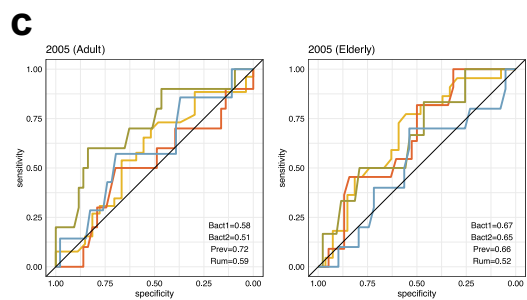 C
2005 (Adult)
1.00
0.75
0.50
0.25
0.00
sensitivity
Bact1=0.58
Bact2=0.51
Prev=0.72
Rum=0.59
1.00
0.75
0.50
0.25
0.00
specificity
2005 (Elderly)
1.00
0.75
0.50
0.25
0.00
sensitivity
Bact1=0.67
Bact2=0.65
Prev=0.66
Rum=0.52
1.00
0.75
0.50
0.25
0.00
specificity